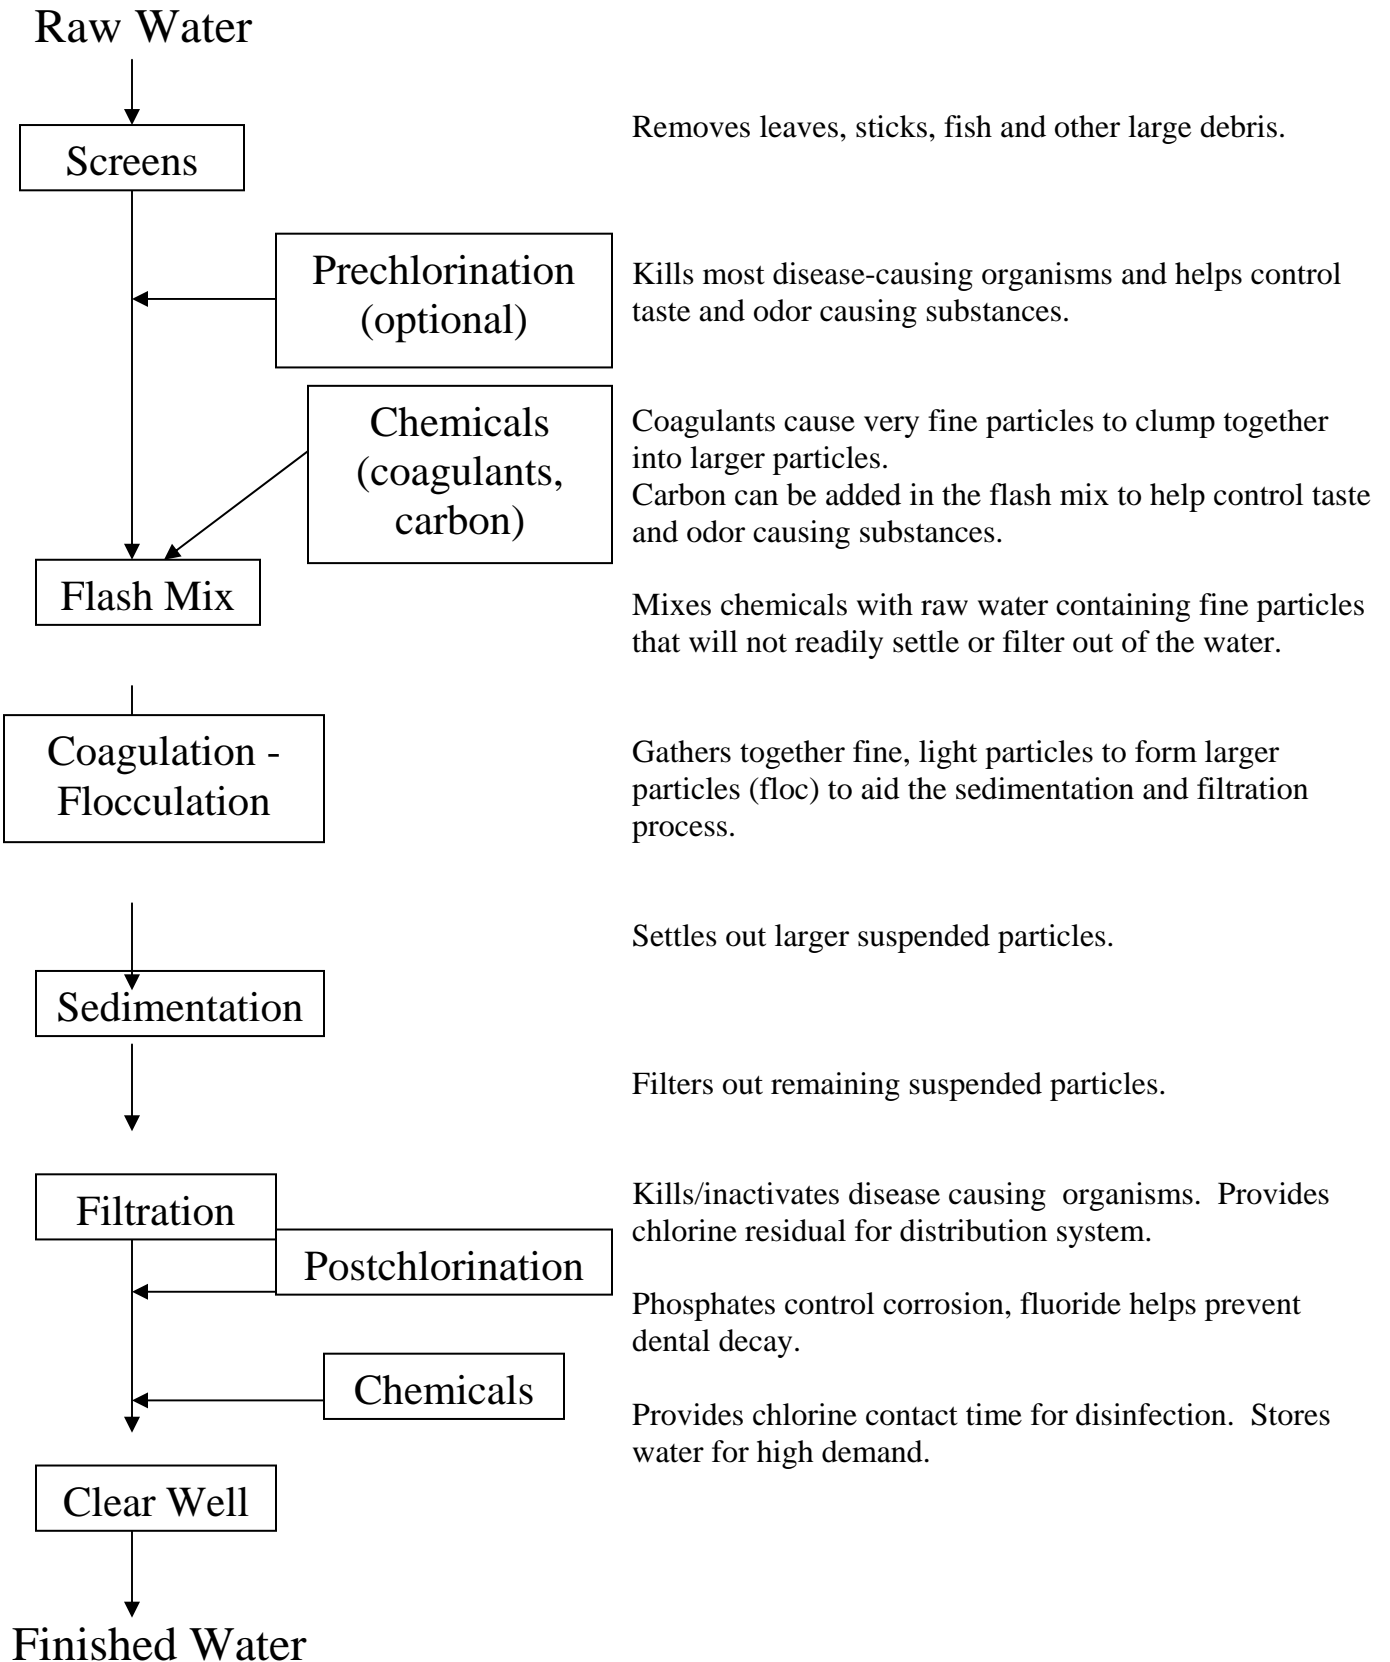 Raw Water
Removes leaves, sticks, fish and other large debris.
Screens
Prechlorination
(optional)
Kills most disease-causing organisms and helps control
taste and odor causing substances.
Chemicals
(coagulants,
carbon)
Coagulants cause very fine particles to clump together
into larger particles.
Carbon can be added in the flash mix to help control taste
and odor causing substances.
Flash Mix
Mixes chemicals with raw water containing fine particles
that will not readily settle or filter out of the water.
Coagulation -
Flocculation
Gathers together fine, light particles to form larger
particles (floc) to aid the sedimentation and filtration
process.
Settles out larger suspended particles.
Sedimentation
Filters out remaining suspended particles.
Filtration
Kills/inactivates disease causing  organisms.  Provides
chlorine residual for distribution system.
Postchlorination
Phosphates control corrosion, fluoride helps prevent
dental decay.
Chemicals
Provides chlorine contact time for disinfection.  Stores
water for high demand.
Clear Well
Finished Water